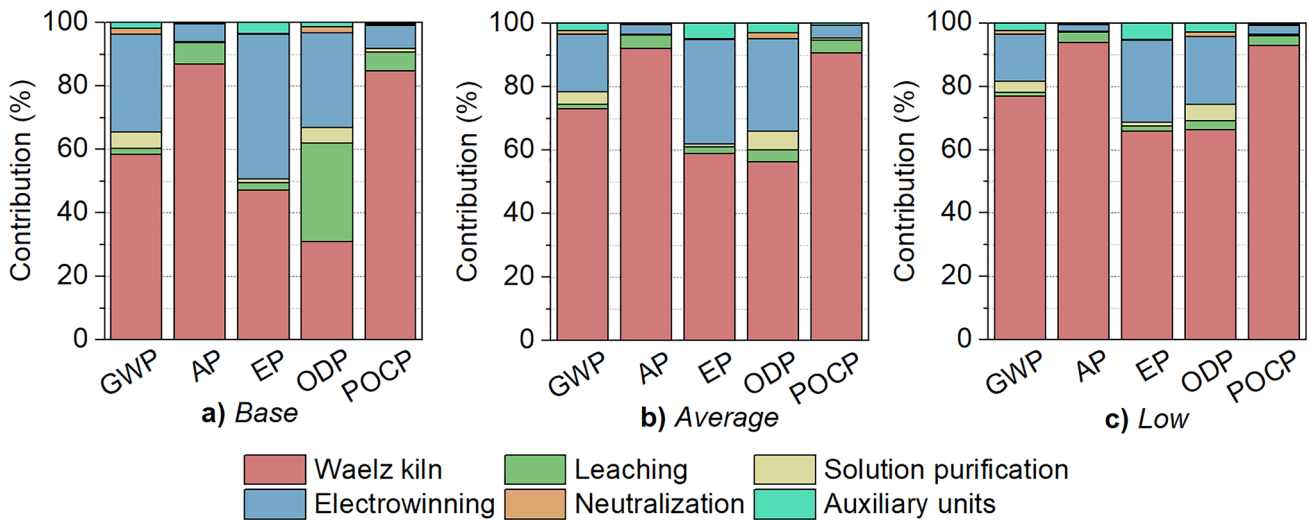 Contribution (%)
100
80
60
40
20
0
GWP
AP
EP
ODP
POCP
a) Base
Contribution (%)
100
80
60
40
20
0
GWP
AP
EP
ODP
POCP
b) Average
Contribution (%)
100
80
60
40
20
0
GWP
AP
EP
ODP
POCP
c) Low
Waelz kiln
Leaching
Solution purification
Electrowinning
Neutralization
Auxiliary units